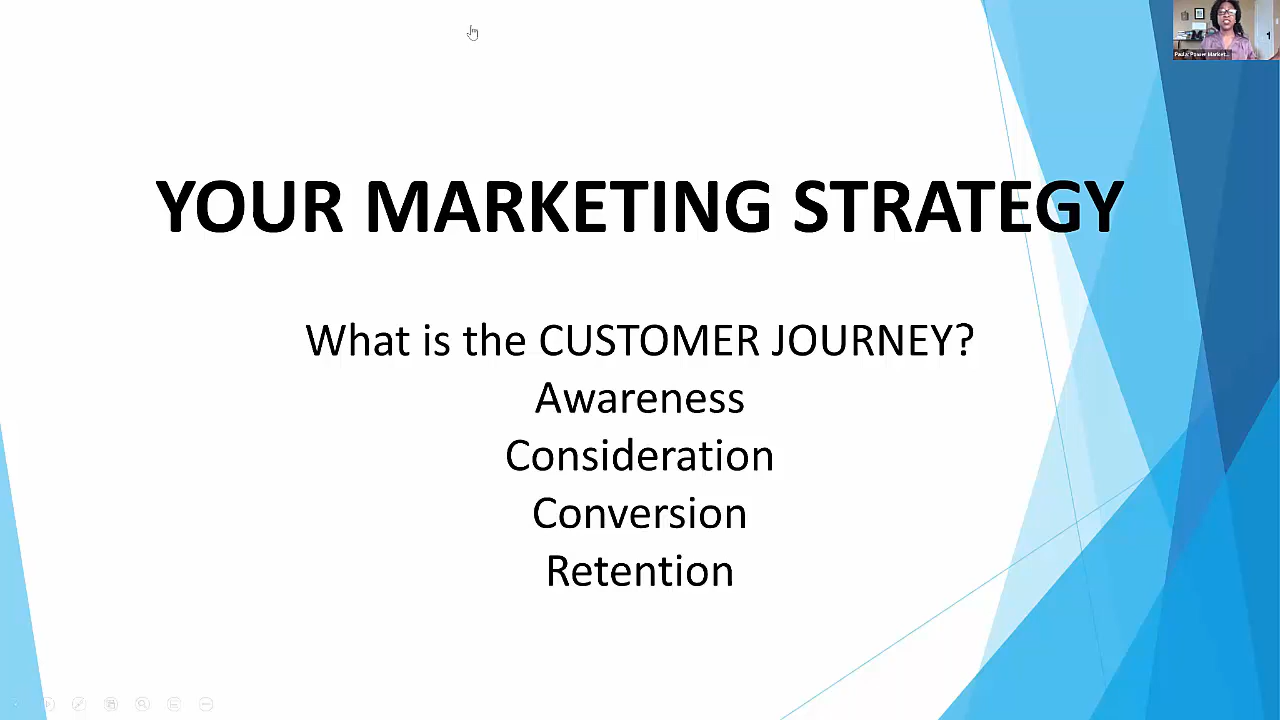 YOUR MARKETING STRATEGY
What is the CUSTOMER JOURNEY?
Awareness
Consideration
Conversion
Retention